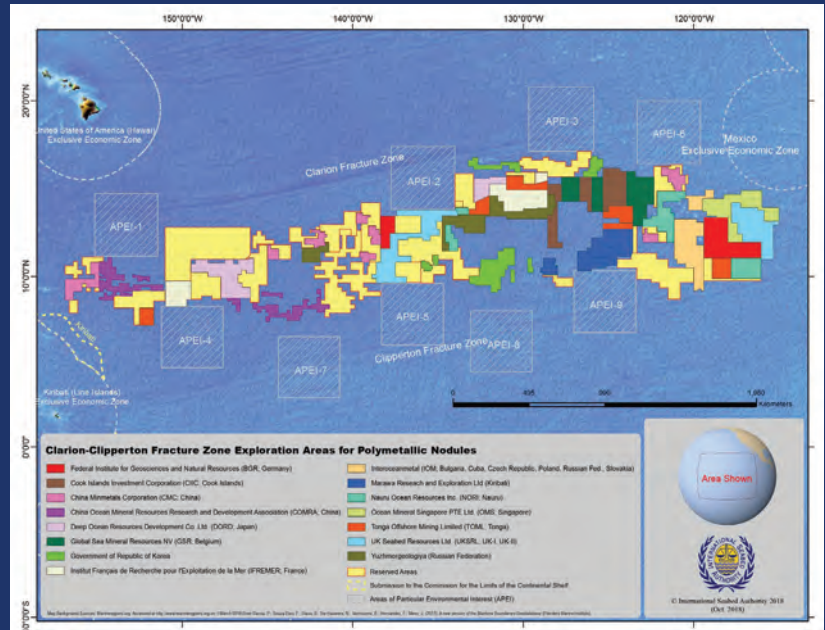 150°0'0"W 140°0'0"W 130°0'0"W 120°0'0"W
20°0'0"N
10°0'0"N
0°0'0"
United States of America (Hawaii)
Exclusive Economic Zone
Mexico
Exclusive Economic Zone
Clarion Fracture Zone
APEI-3
APEI-6
APEI-2
APEI-1
APEI-4
APEI-5
APEI-9
APEI-7
APEI-8
Clipperton Fracture Zone
Kiribati
Kiribati (Line Islands)
Exclusive Economic Zone
Kilometers
Clarion-Clipperton Fracture Zone Exploration Areas for Polymetallic Nodules
Federal Institute for Geosciences and Natural Resources (BGR, Germany)
Cook Islands Investment Corporation (CIIC, Cook Islands)
China Minmetals Corporation (CMC, China)
China Ocean Mineral Resources Research and Development Association (COMRA, China)
Deep Ocean Resources Development Co. Ltd. (DORD, Japan)
Global Sea Mineral Resources NV (GSR, Belgium)
Government of Republic of Korea
Institut Français de Recherche pour l'Exploitation de la Mer (IFREMER, France)
Interoceanmetal (IOM, Bulgaria, Cuba, Czech Republic, Poland, Russian Fed., Slovakia)
Marawa Research and Exploration Ltd (Kiribati)
Nauru Ocean Resources Inc. (NORI, Nauru)
Ocean Mineral Singapore PTE Ltd. (OMS, Singapore)
Tonga Offshore Mining Limited (TOML, Tonga)
UK Seabed Resources Ltd. (UKSRL, UK-I, UK-II)
Yuzhmorgeologiya (Russian Federation)
Reserved Areas
Submission to the Commission for the Limits of the Continental Shelf
Areas of Particular Environmental Interest (APEI)
Area Shown
INTERNATIONAL SEABED AUTHORITY
© International Seabed Authority 2018
(Oct. 2018)